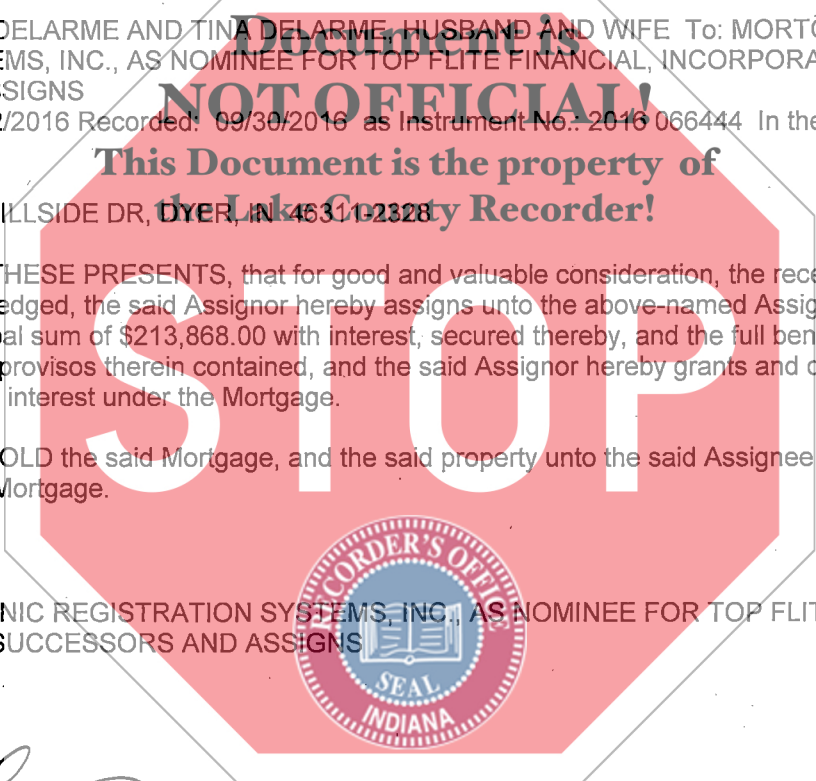 DELARME AND TINA DELARME, HUSBAND AND WIFE To: MORT
Document is
EMS, INC., AS NOMINEE FOR TOP FLITE FINANCIAL, INCORPORA
SIGNS
NOT OFFICIAL!
/2016 Recorded: 09/30/2016 as Instrument No.: 2016 066444 In the
This Document is the property of
ILLSIDE DR, DYER, IN 46311-2328
the Lake County Recorder!
THESE PRESENTS, that for good and valuable consideration, the rece
edged, the said Assignor hereby assigns unto the above-named Assig
al sum of $213,868.00 with interest, secured thereby, and the full ben
provisos therein contained, and the said Assignor hereby grants and
interest under the Mortgage.
STOP
OLD the said Mortgage, and the said property unto the said Assignee
Mortgage.
RECORDER'S OFFICE
NIC REGISTRATION SYSTEMS, INC., AS NOMINEE FOR TOP FLIT
SUCCESSORS AND ASSIGNS
SEAL
INDIANA